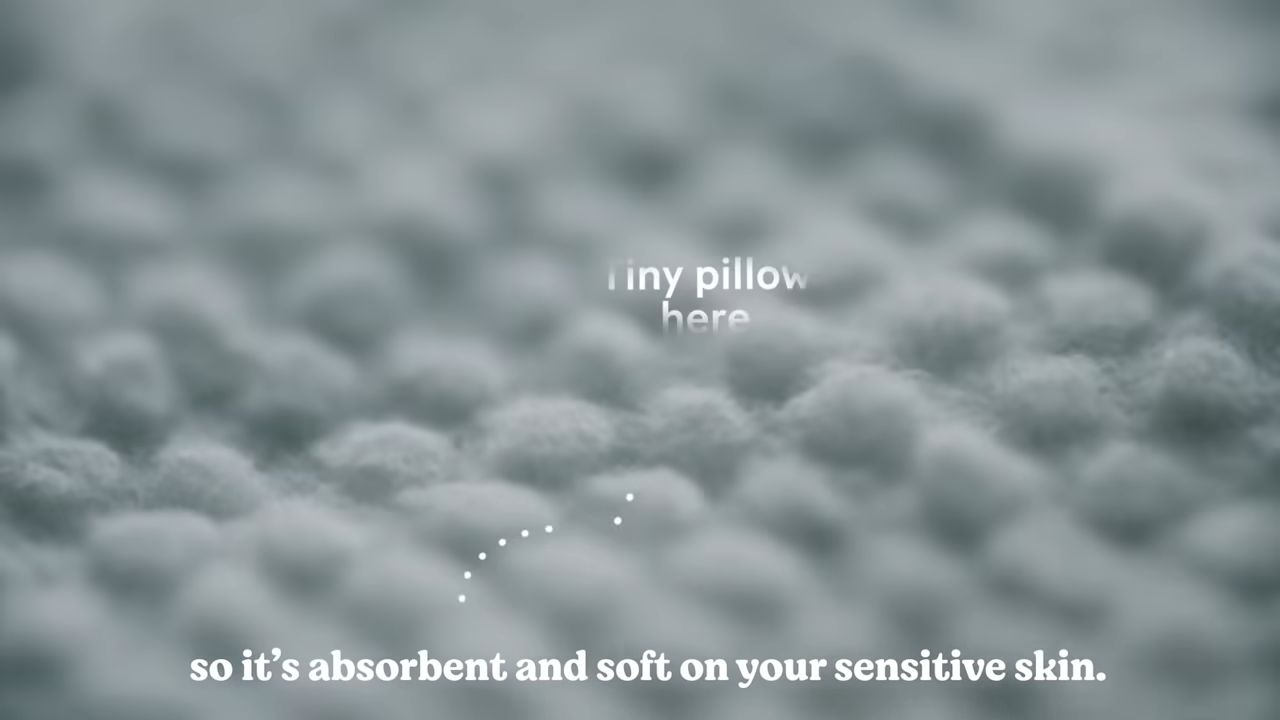 Tiny pillow
here
so it’s absorbent and soft on your sensitive skin.